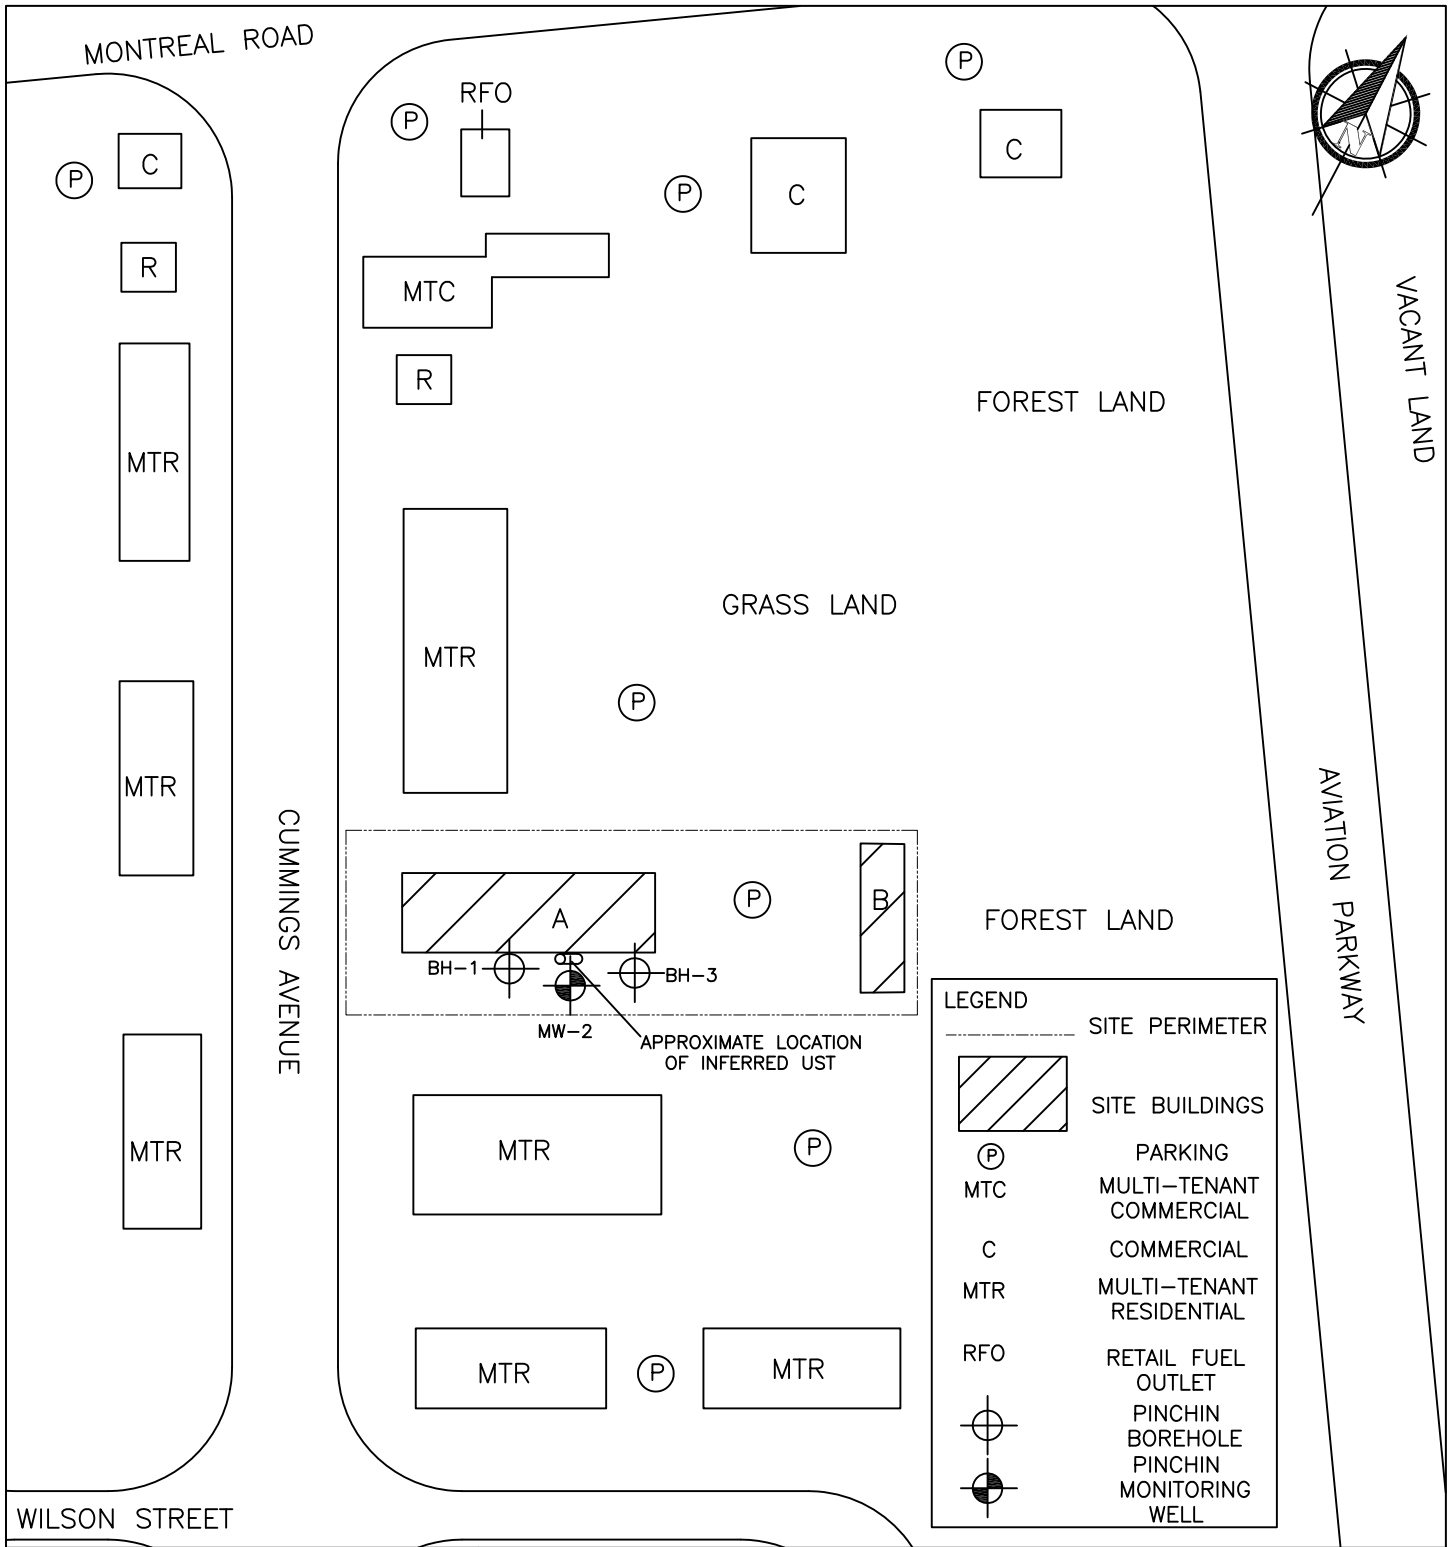 MONTREAL ROAD
RFO
P
P
C
P
C
P
C
N
R
MTC
R
VACANT LAND
FOREST LAND
MTR
GRASS LAND
MTR
P
MTR
CUMMINGS AVENUE
AVIATION PARKWAY
A
P
B
FOREST LAND
BH-1
BH-3
MW-2
APPROXIMATE LOCATION
OF INFERRED UST
MTR
MTR
P
MTR
P
MTR
WILSON STREET
LEGEND
SITE PERIMETER
SITE BUILDINGS
P PARKING
MTC MULTI-TENANT
COMMERCIAL
C COMMERCIAL
MTR MULTI-TENANT
RESIDENTIAL
RFO RETAIL FUEL
OUTLET
PINCHIN
BOREHOLE
PINCHIN
MONITORING
WELL